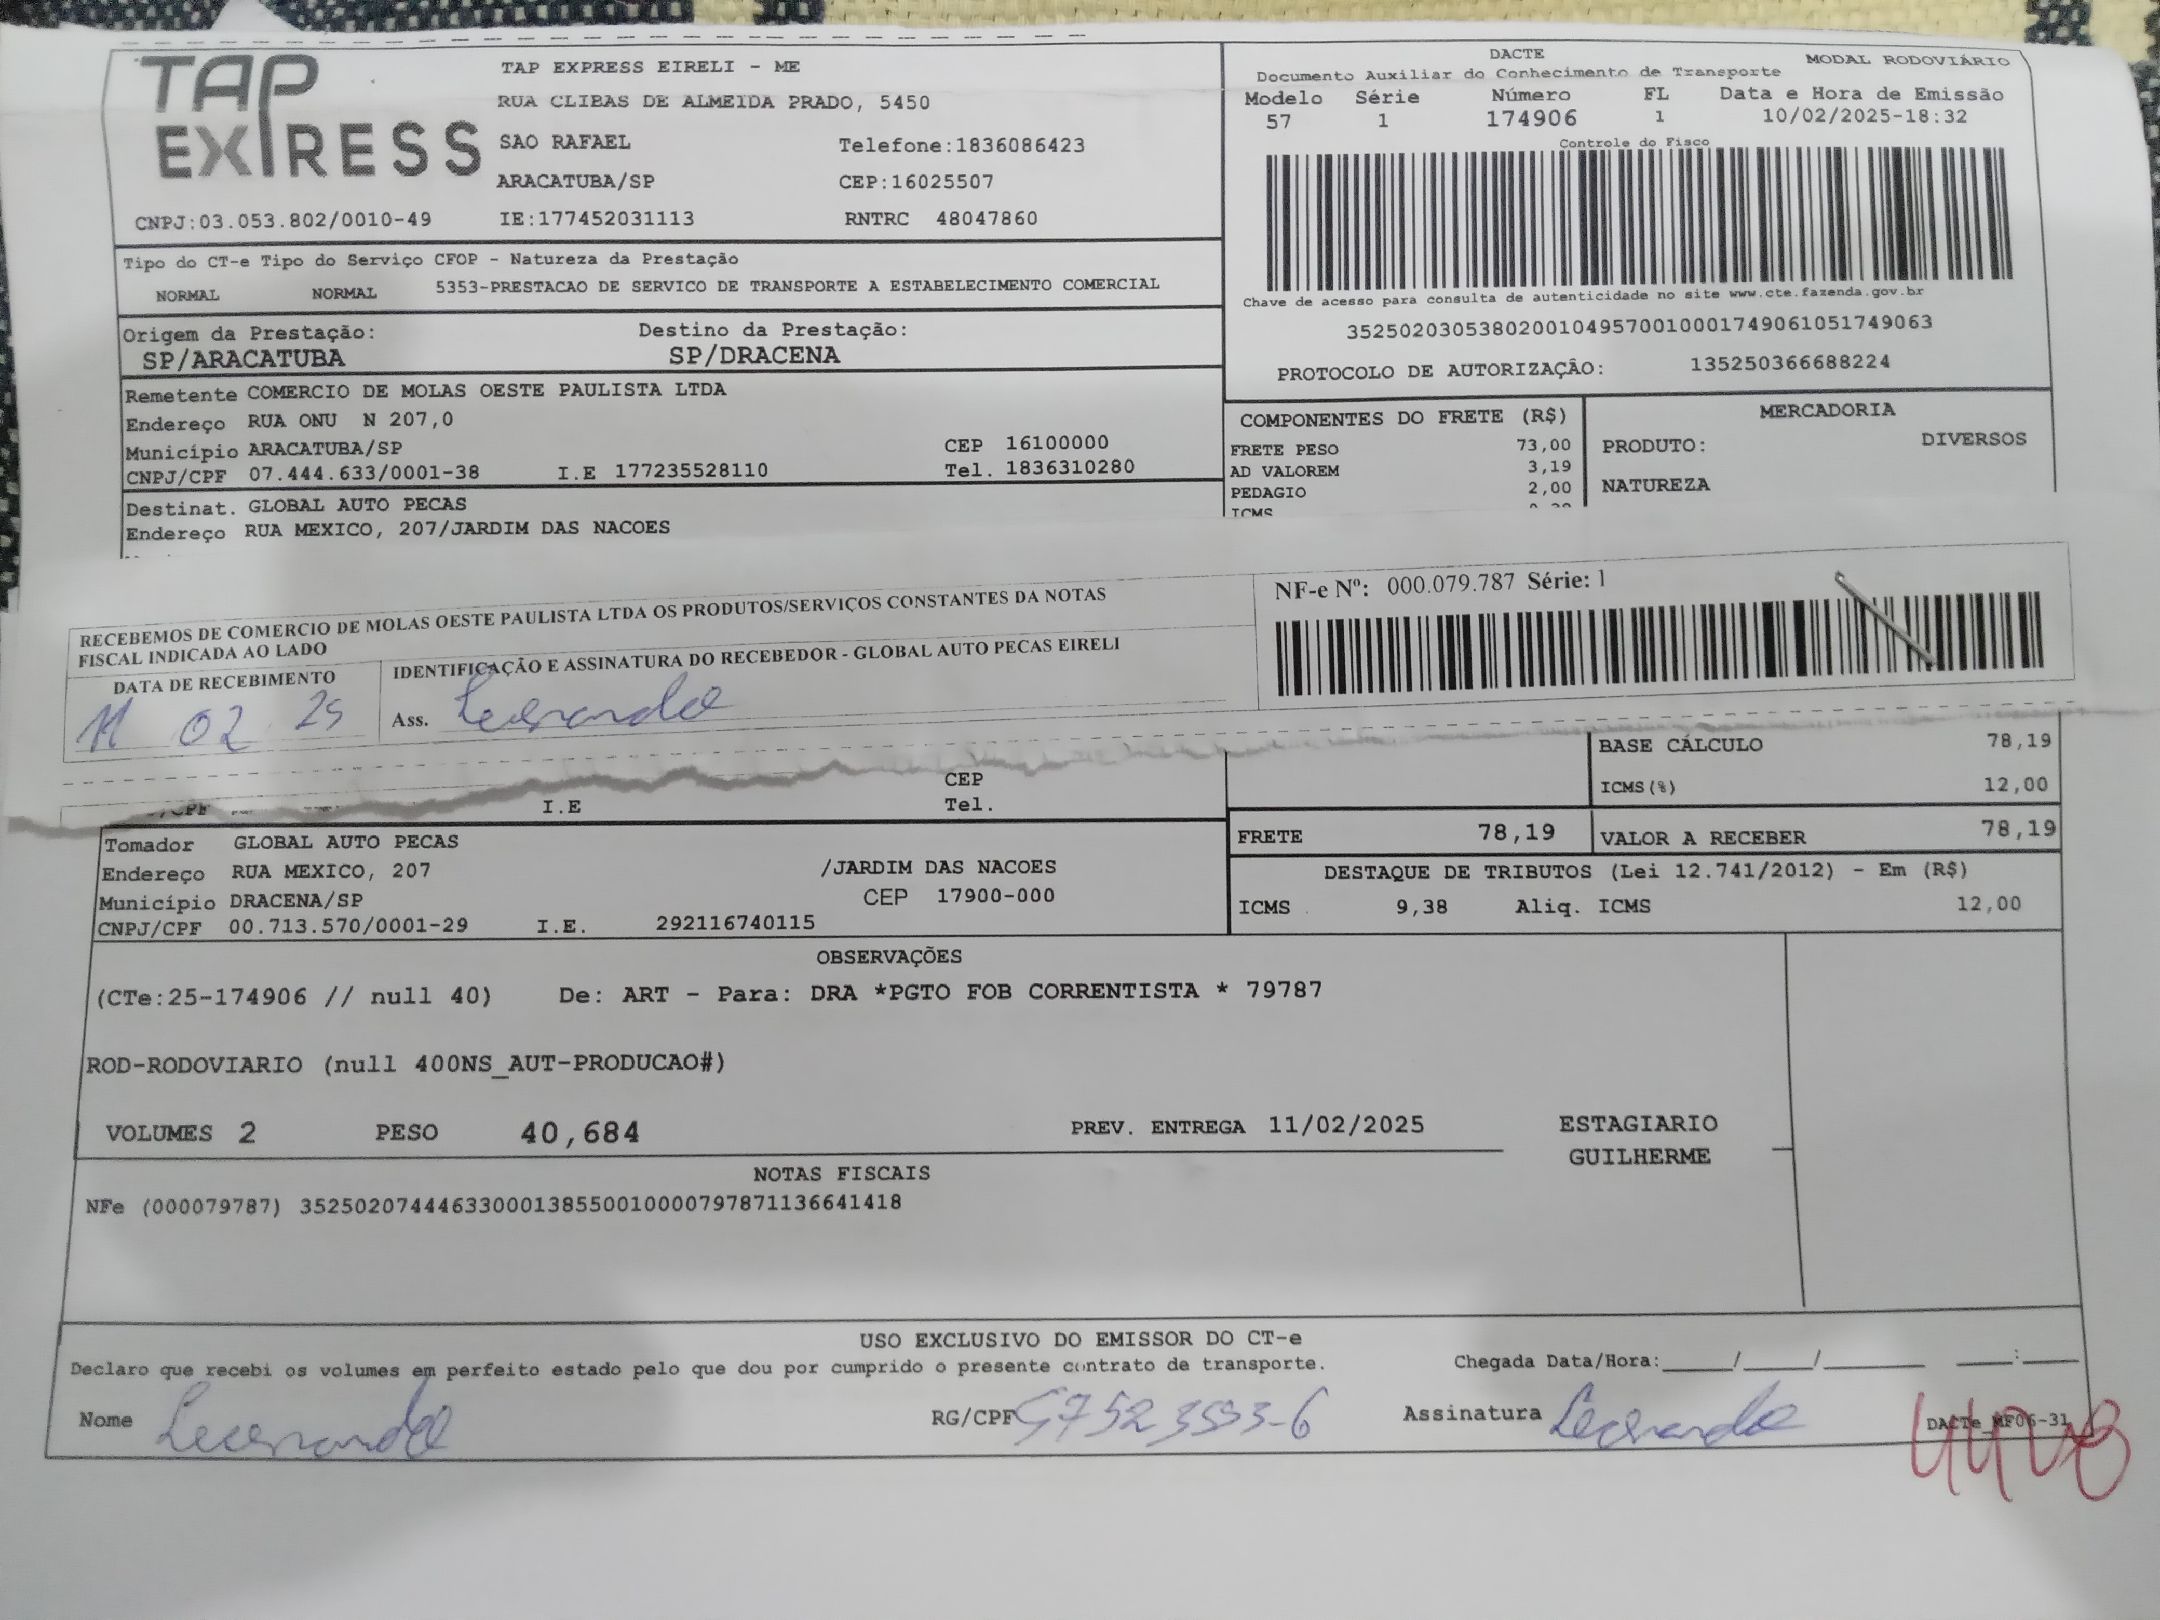 TAP EXPRESS
TAP EXPRESS EIRELI - ME
RUA CLIBAS DE ALMEIDA PRADO, 5450
SAO RAFAEL Telefone:1836086423
ARACATUBA/SP CEP:16025507
CNPJ:03.053.802/0010-49 IE:177452031113 RNTRC 48047860
DACTE MODAL RODOVIÁRIO
Documento Auxiliar do Conhecimento de Transporte
Modelo Série Número FL Data e Hora de Emissão
57 1 174906 1 10/02/2025-18:32
Controle do Fisco
Chave de acesso para consulta de autenticidade no site www.cte.fazenda.gov.br
35250203053802001049570010001749061051749063
PROTOCOLO DE AUTORIZAÇÃO: 135250366688224
Tipo do CT-e Tipo do Serviço CFOP - Natureza da Prestação
NORMAL NORMAL 5353-PRESTACAO DE SERVICO DE TRANSPORTE A ESTABELECIMENTO COMERCIAL
Origem da Prestação: Destino da Prestação:
SP/ARACATUBA SP/DRACENA
Remetente COMERCIO DE MOLAS OESTE PAULISTA LTDA
Endereço RUA ONU N 207,0
Município ARACATUBA/SP CEP 16100000
CNPJ/CPF 07.444.633/0001-38 I.E 177235528110 Tel. 1836310280
Destinat. GLOBAL AUTO PECAS
Endereço RUA MEXICO, 207/JARDIM DAS NACOES
COMPONENTES DO FRETE (R$) MERCADORIA
FRETE PESO 73,00 PRODUTO: DIVERSOS
AD VALOREM 3,19
PEDAGIO 2,00 NATUREZA
ICMS
RECEBEMOS DE COMERCIO DE MOLAS OESTE PAULISTA LTDA OS PRODUTOS/SERVIÇOS CONSTANTES DA NOTAS
FISCAL INDICADA AO LADO
DATA DE RECEBIMENTO IDENTIFICAÇÃO E ASSINATURA DO RECEBEDOR - GLOBAL AUTO PECAS EIRELI
11 02 25 Ass. Leonardo
NF-e Nº: 000.079.787 Série: 1
BASE CÁLCULO 78,19
ICMS(%) 12,00
CEP
I.E Tel.
FRETE 78,19 VALOR A RECEBER 78,19
Tomador GLOBAL AUTO PECAS
Endereço RUA MEXICO, 207 /JARDIM DAS NACOES
Município DRACENA/SP CEP 17900-000
CNPJ/CPF 00.713.570/0001-29 I.E. 292116740115
DESTAQUE DE TRIBUTOS (Lei 12.741/2012) - Em (R$)
ICMS 9,38 Aliq. ICMS 12,00
OBSERVAÇÕES
(CTe:25-174906 // null 40) De: ART - Para: DRA *PGTO FOB CORRENTISTA * 79787
ROD-RODOVIARIO (null 400NS_AUT-PRODUCAO#)
VOLUMES 2 PESO 40,684 PREV. ENTREGA 11/02/2025 ESTAGIARIO
GUILHERME
NOTAS FISCAIS
NFe (000079787) 35250207444633000138550010000797871136641418
USO EXCLUSIVO DO EMISSOR DO CT-e
Declaro que recebi os volumes em perfeito estado pelo que dou por cumprido o presente contrato de transporte. Chegada Data/Hora:____/____/____ ____:____
Nome Leonardo RG/CPF Assinatura Leonardo
DACTe_MF06-31